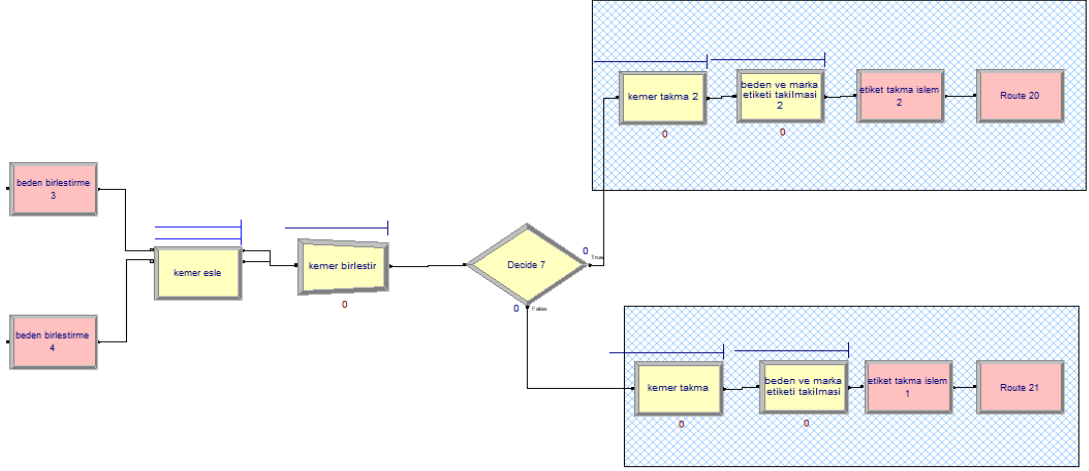 kemer takma 2
0
beden ve marka
etiketi takilmasi
2
0
etiket takma islem
2
Route 20
beden birlestirme
3
kemer esle
kemer birlestir
0
Decide 7
0
True
0
False
beden birlestirme
4
kemer takma
0
beden ve marka
etiketi takilmasi
0
etiket takma islem
1
Route 21